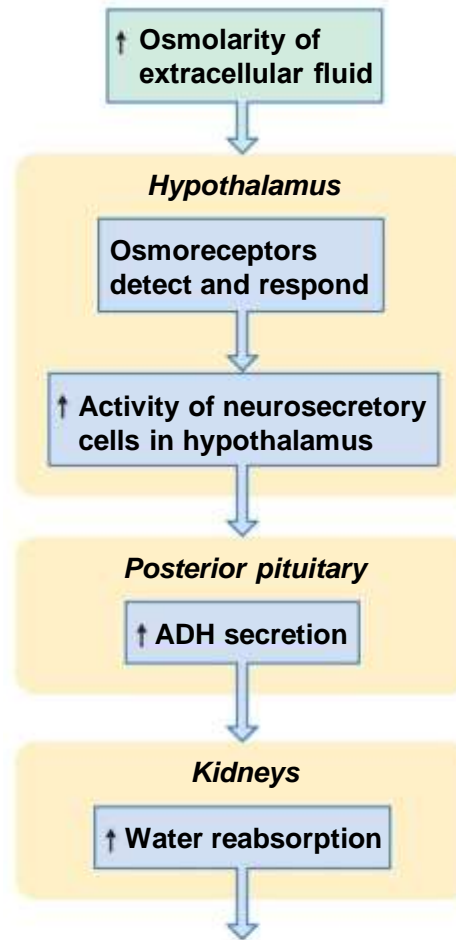 ↑ Osmolarity of
extracellular fluid
Hypothalamus
Osmoreceptors
detect and respond
↑ Activity of neurosecretory
cells in hypothalamus
Posterior pituitary
↑ ADH secretion
Kidneys
↑ Water reabsorption